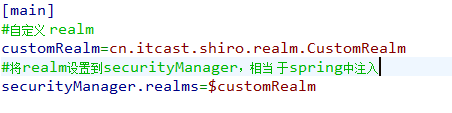 [main]
#自定义 realm
customRealm=cn.itcast.shiro.realm.CustomRealm
#将realm设置到securityManager，相当于spring中注入
securityManager.realms=$customRealm